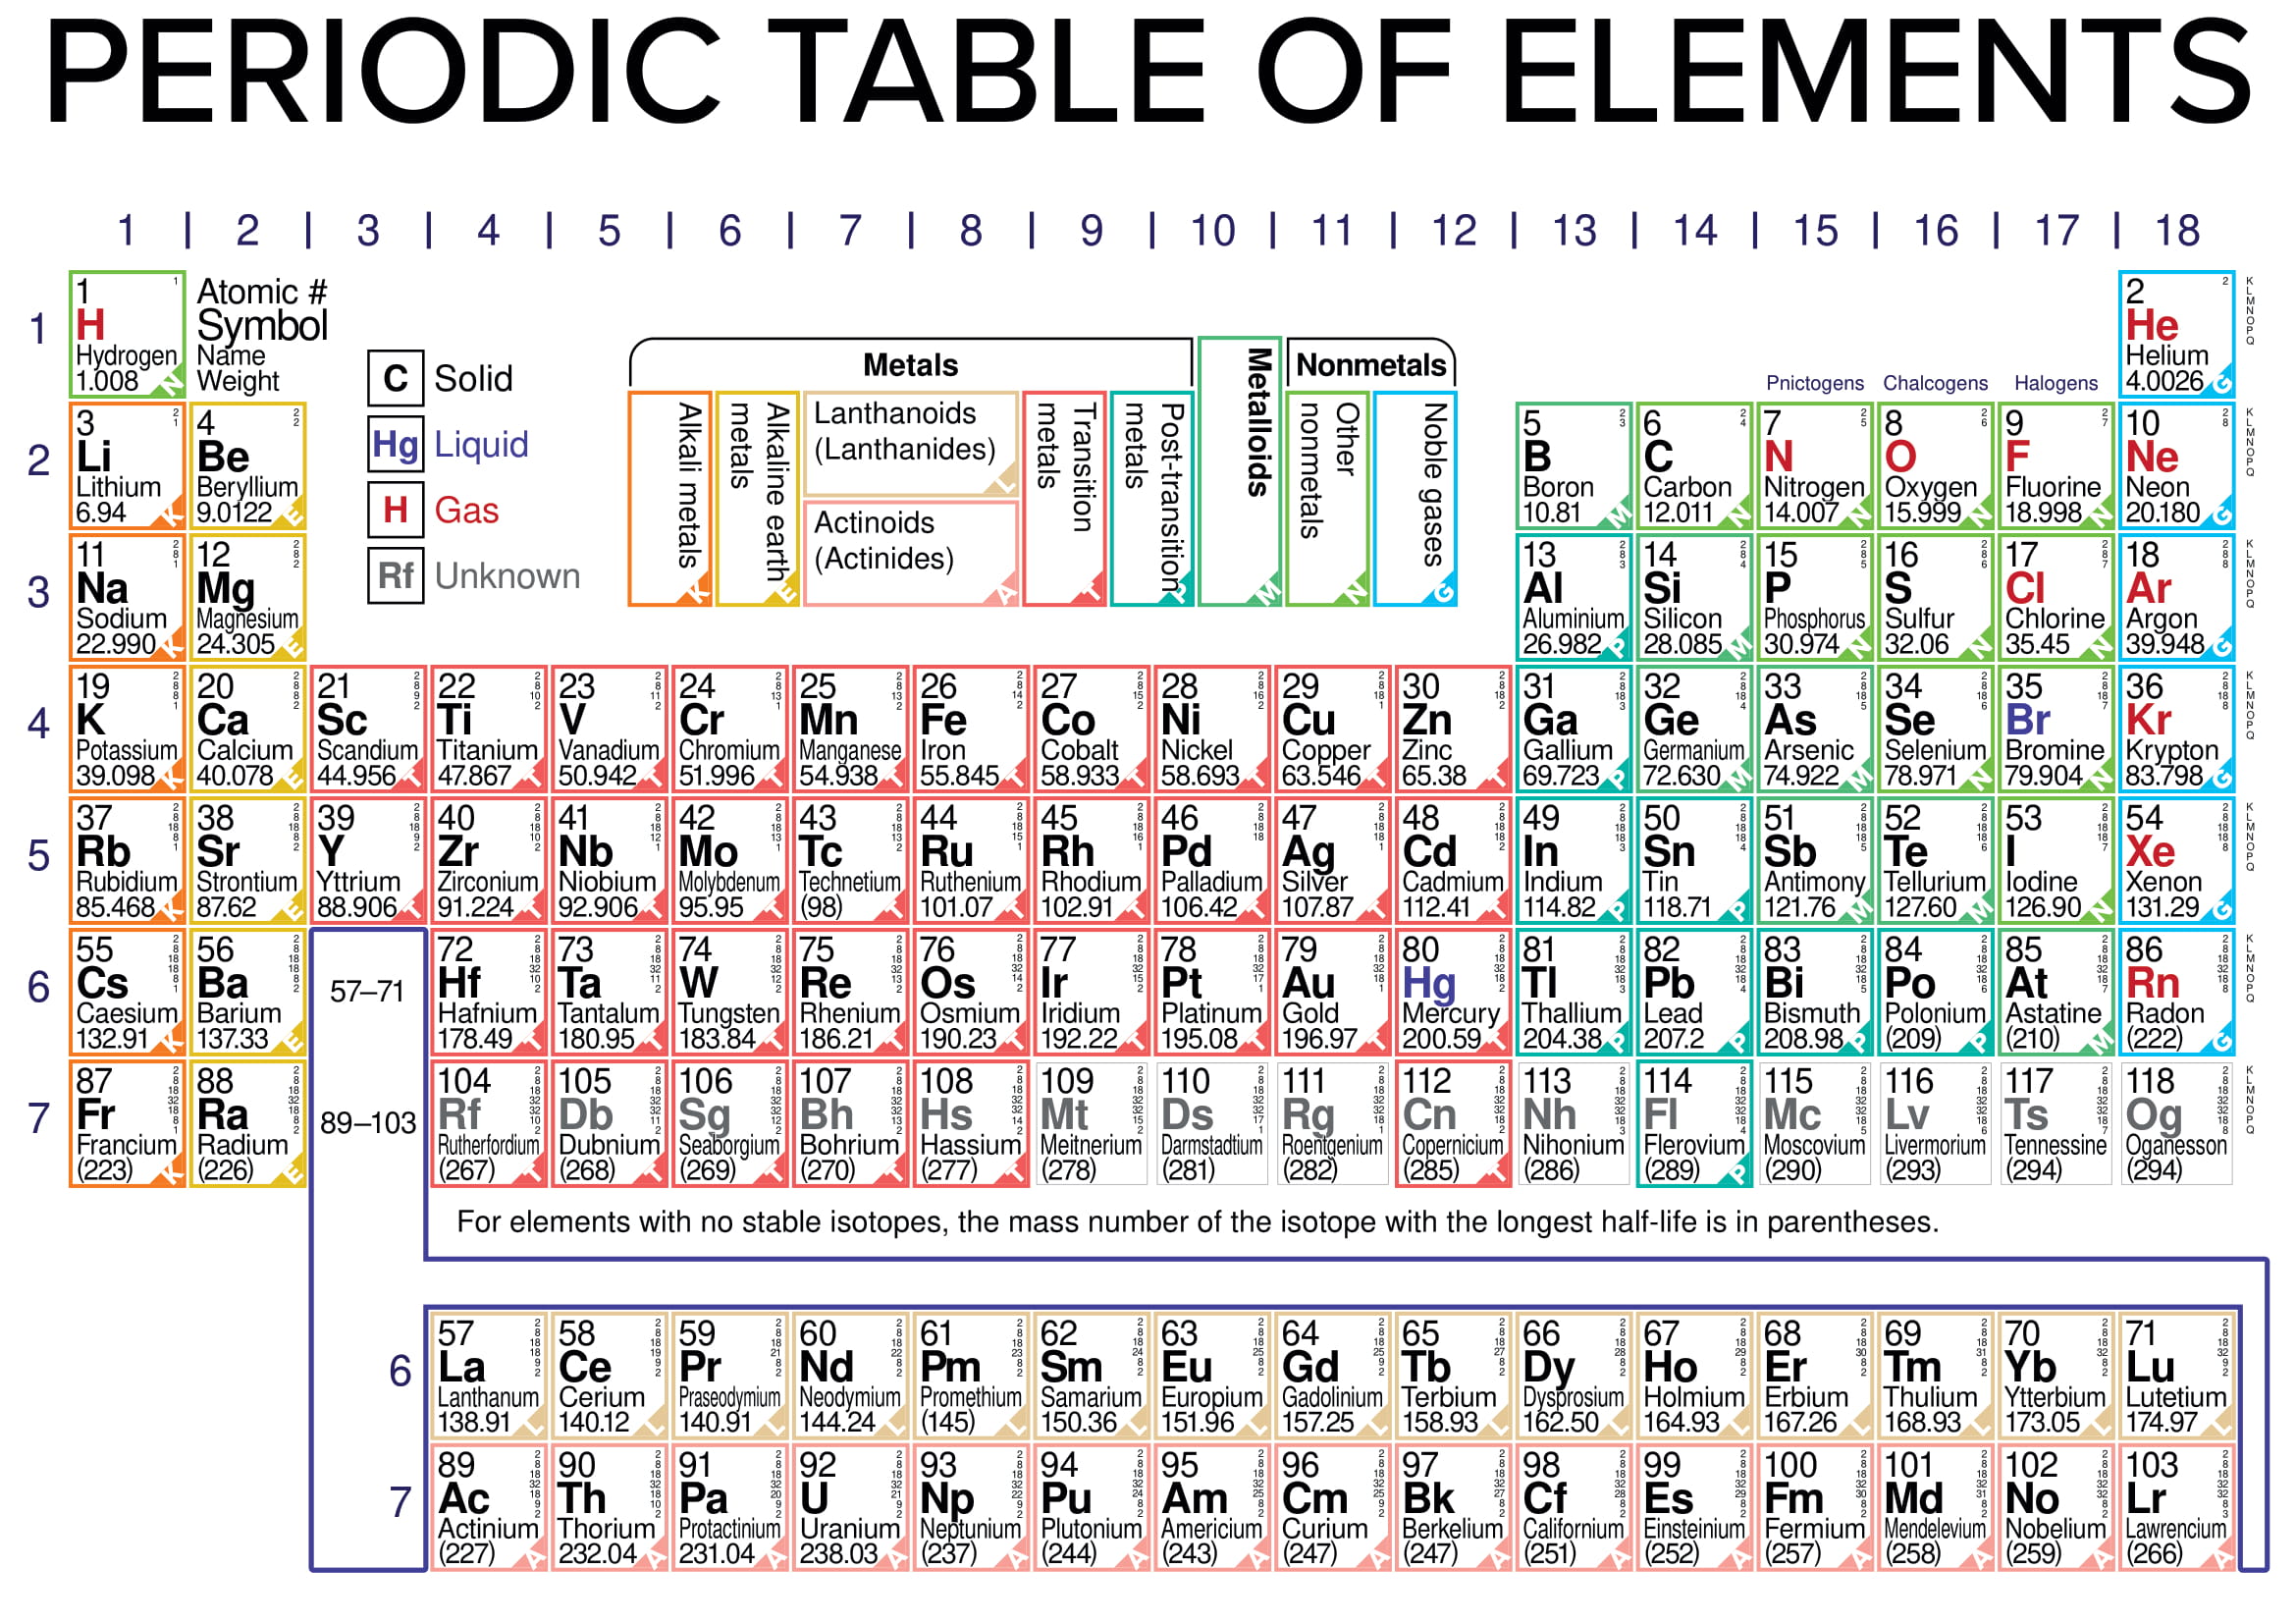 PERIODIC TABLE OF ELEMENTS
1 | 2 | 3 | 4 | 5 | 6 | 7 | 8 | 9 | 10 | 11 | 12 | 13 | 14 | 15 | 16 | 17 | 18
1
1 H Hydrogen 1.008 N
Atomic #
Symbol
Name
Weight
C Solid
Hg Liquid
H Gas
Rf Unknown
Metals
Alkali metals K
Alkaline earth metals E
Lanthanoids
(Lanthanides) L
Actinoids
(Actinides) A
Transition metals T
Post-transition metals P
Metalloids M
Nonmetals
Other nonmetals N
Noble gases G
Pnictogens Chalcogens Halogens
2 He Helium 4.0026 G
K L M N O P Q
2
3 Li Lithium 6.94 K
4 Be Beryllium 9.0122 E
5 B Boron 10.81 M
6 C Carbon 12.011 N
7 N Nitrogen 14.007 N
8 O Oxygen 15.999 N
9 F Fluorine 18.998 N
10 Ne Neon 20.180 G
K L M N O P Q
3
11 Na Sodium 22.990 K
12 Mg Magnesium 24.305 E
13 Al Aluminium 26.982 P
14 Si Silicon 28.085 M
15 P Phosphorus 30.974 N
16 S Sulfur 32.06 N
17 Cl Chlorine 35.45 N
18 Ar Argon 39.948 G
K L M N O P Q
4
19 K Potassium 39.098 K
20 Ca Calcium 40.078 E
21 Sc Scandium 44.956 T
22 Ti Titanium 47.867 T
23 V Vanadium 50.942 T
24 Cr Chromium 51.996 T
25 Mn Manganese 54.938 T
26 Fe Iron 55.845 T
27 Co Cobalt 58.933 T
28 Ni Nickel 58.693 T
29 Cu Copper 63.546 T
30 Zn Zinc 65.38 T
31 Ga Gallium 69.723 P
32 Ge Germanium 72.630 M
33 As Arsenic 74.922 M
34 Se Selenium 78.971 N
35 Br Bromine 79.904 N
36 Kr Krypton 83.798 G
K L M N O P Q
5
37 Rb Rubidium 85.468 K
38 Sr Strontium 87.62 E
39 Y Yttrium 88.906 T
40 Zr Zirconium 91.224 T
41 Nb Niobium 92.906 T
42 Mo Molybdenum 95.95 T
43 Tc Technetium (98) T
44 Ru Ruthenium 101.07 T
45 Rh Rhodium 102.91 T
46 Pd Palladium 106.42 T
47 Ag Silver 107.87 T
48 Cd Cadmium 112.41 T
49 In Indium 114.82 P
50 Sn Tin 118.71 P
51 Sb Antimony 121.76 M
52 Te Tellurium 127.60 M
53 I Iodine 126.90 N
54 Xe Xenon 131.29 G
K L M N O P Q
6
55 Cs Caesium 132.91 K
56 Ba Barium 137.33 E
57–71
72 Hf Hafnium 178.49 T
73 Ta Tantalum 180.95 T
74 W Tungsten 183.84 T
75 Re Rhenium 186.21 T
76 Os Osmium 190.23 T
77 Ir Iridium 192.22 T
78 Pt Platinum 195.08 T
79 Au Gold 196.97 T
80 Hg Mercury 200.59 T
81 Tl Thallium 204.38 P
82 Pb Lead 207.2 P
83 Bi Bismuth 208.98 P
84 Po Polonium (209) P
85 At Astatine (210) M
86 Rn Radon (222) G
K L M N O P Q
7
87 Fr Francium (223) K
88 Ra Radium (226) E
89–103
104 Rf Rutherfordium (267) T
105 Db Dubnium (268) T
106 Sg Seaborgium (269) T
107 Bh Bohrium (270) T
108 Hs Hassium (277) T
109 Mt Meitnerium (278)
110 Ds Darmstadtium (281)
111 Rg Roentgenium (282)
112 Cn Copernicium (285) T
113 Nh Nihonium (286)
114 Fl Flerovium (289) P
115 Mc Moscovium (290)
116 Lv Livermorium (293)
117 Ts Tennessine (294)
118 Og Oganesson (294)
K L M N O P Q
For elements with no stable isotopes, the mass number of the isotope with the longest half-life is in parentheses.
6
57 La Lanthanum 138.91 L
58 Ce Cerium 140.12 L
59 Pr Praseodymium 140.91 L
60 Nd Neodymium 144.24 L
61 Pm Promethium (145) L
62 Sm Samarium 150.36 L
63 Eu Europium 151.96 L
64 Gd Gadolinium 157.25 L
65 Tb Terbium 158.93 L
66 Dy Dysprosium 162.50 L
67 Ho Holmium 164.93 L
68 Er Erbium 167.26 L
69 Tm Thulium 168.93 L
70 Yb Ytterbium 173.05 L
71 Lu Lutetium 174.97 L
7
89 Ac Actinium (227) A
90 Th Thorium 232.04 A
91 Pa Protactinium 231.04 A
92 U Uranium 238.03 A
93 Np Neptunium (237) A
94 Pu Plutonium (244) A
95 Am Americium (243) A
96 Cm Curium (247) A
97 Bk Berkelium (247) A
98 Cf Californium (251) A
99 Es Einsteinium (252) A
100 Fm Fermium (257) A
101 Md Mendelevium (258) A
102 No Nobelium (259) A
103 Lr Lawrencium (266) A